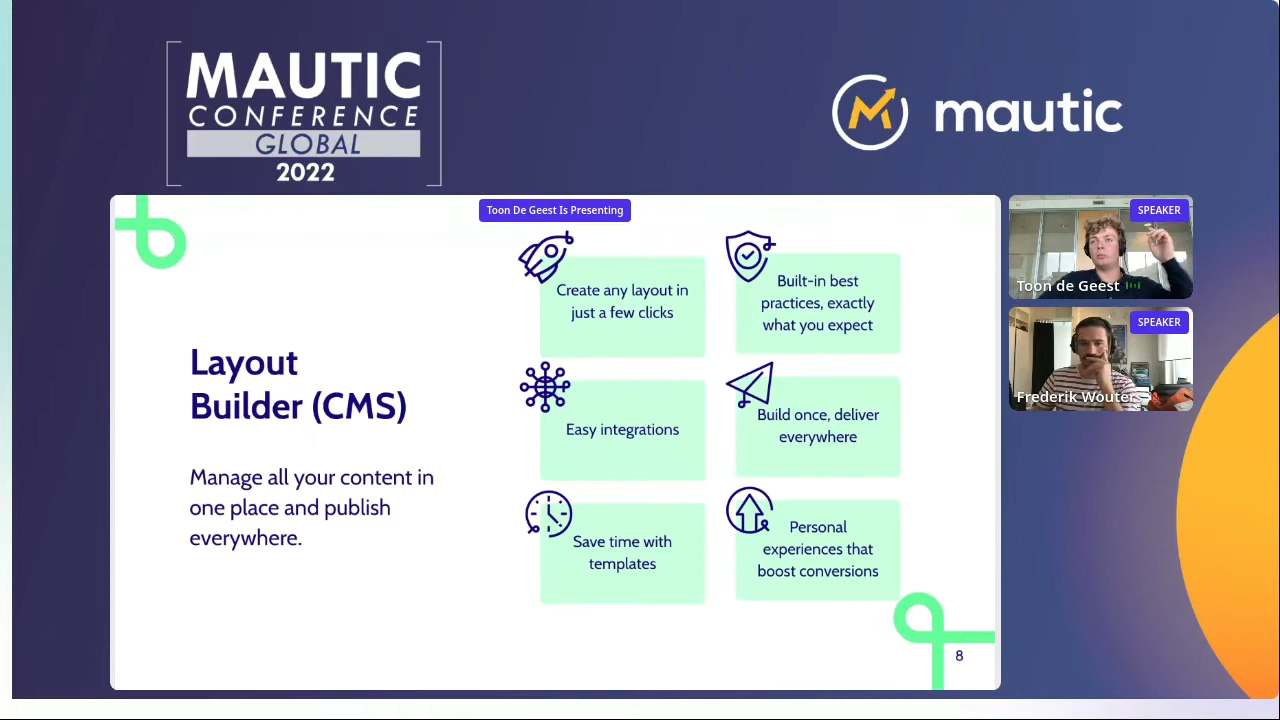 MAUTIC
CONFERENCE
GLOBAL
2022
mautic
Toon De Geest Is Presenting
Layout
Builder (CMS)
Manage all your content in
one place and publish
everywhere.
Create any layout in
just a few clicks
Built-in best
practices, exactly
what you expect
Easy integrations
Build once, deliver
everywhere
Save time with
templates
Personal
experiences that
boost conversions
8
SPEAKER
Toon de Geest
SPEAKER
Frederik Wouters